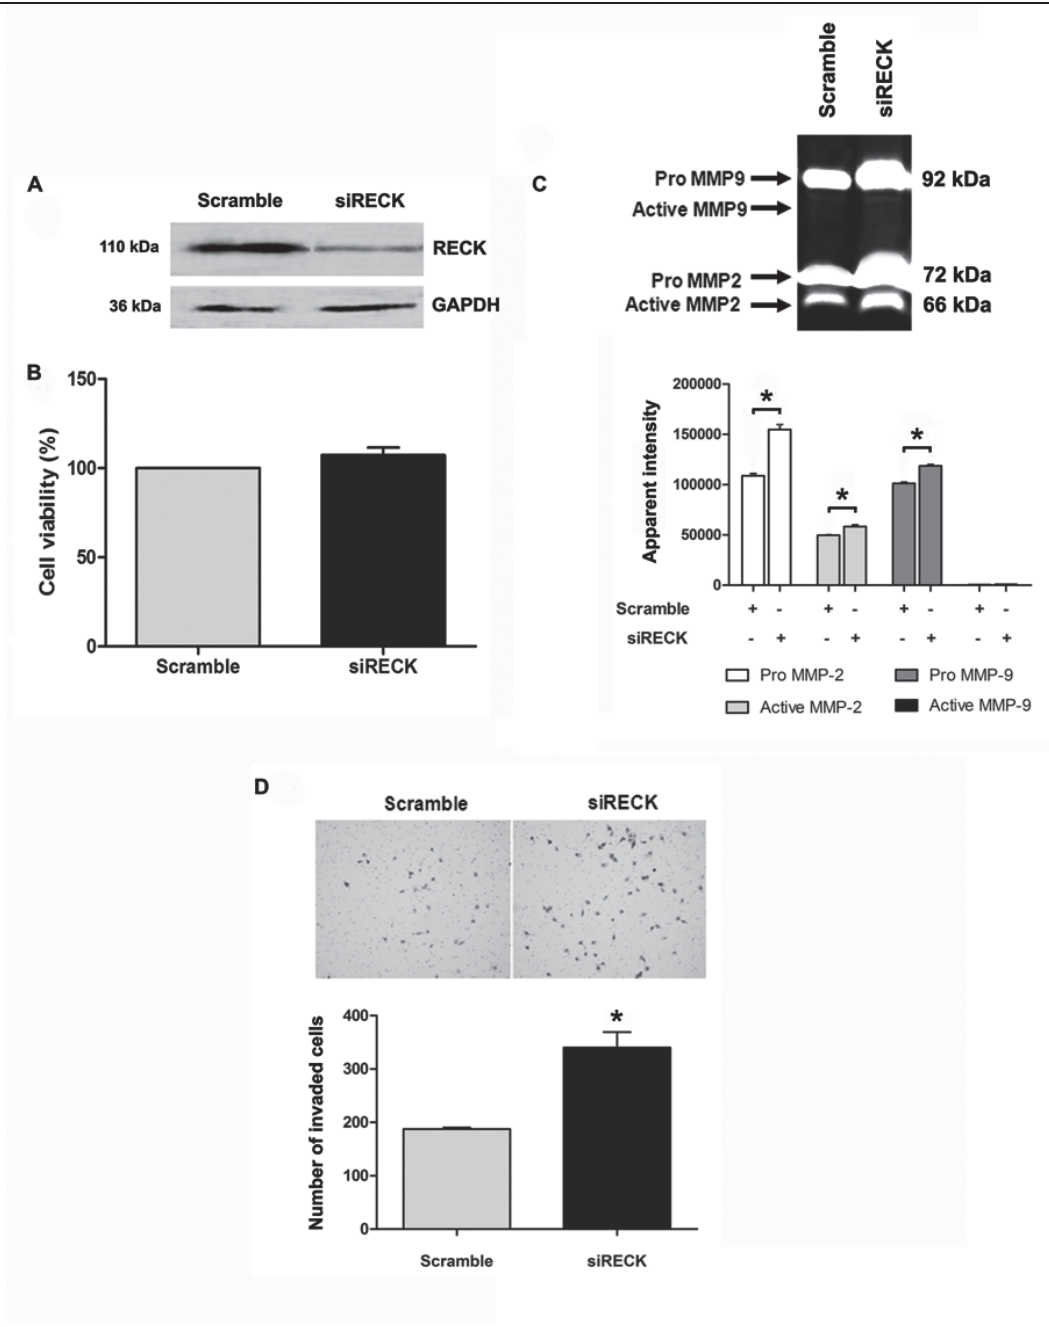 A
Scramble siRECK
110 kDa RECK
36 kDa GAPDH
B
Cell viability (%)
150
100
50
0
Scramble siRECK
C
Scramble
siRECK
Pro MMP9 92 kDa
Active MMP9
Pro MMP2 72 kDa
Active MMP2 66 kDa
Apparent intensity
200000
150000
100000
50000
0
* * *
Scramble + - + - + - + -
siRECK - + - + - + - +
Pro MMP-2 Pro MMP-9
Active MMP-2 Active MMP-9
D
Scramble siRECK
Number of invaded cells
400
300
200
100
0
*
Scramble siRECK